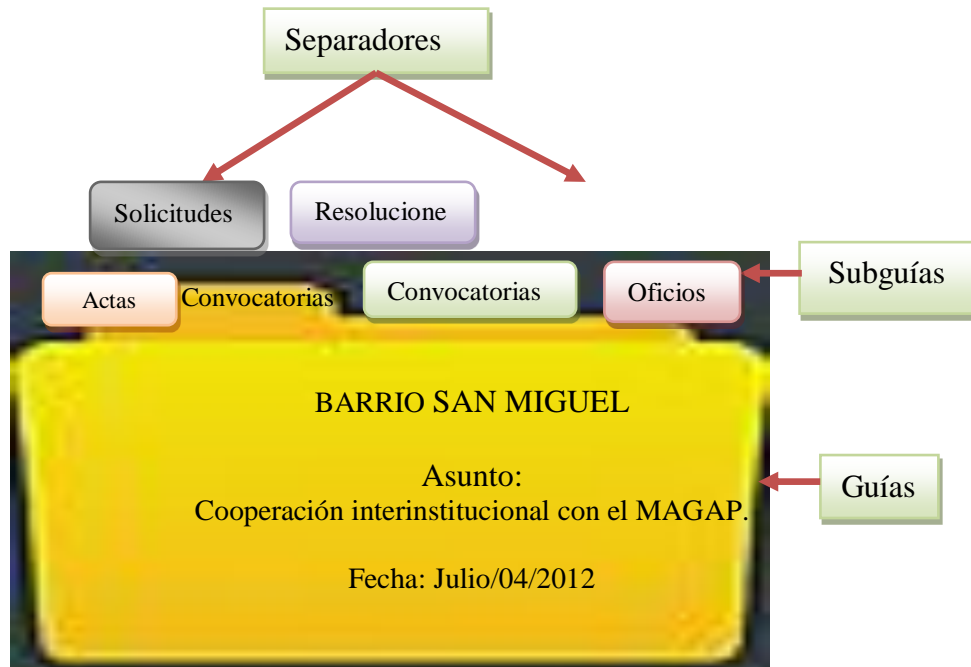 Separadores
Solicitudes
Resolucione
Actas
Convocatorias
Convocatorias
Oficios
Subguías
BARRIO SAN MIGUEL
Asunto:
Cooperación interinstitucional con el MAGAP.
Guías
Fecha: Julio/04/2012